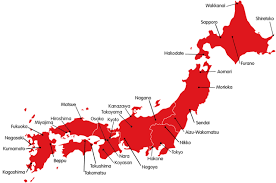 Wakkanai
Sapporo
Shiretoko
Hakodate
Furano
Aomori
Morioka
Nagano
Kanazawa
Takayama
Matsue
Kyoto
Hiroshima
Osaka
Miyajima
Fukuoka
Nagasaki
Kumamoto
Kagoshima
Beppu
Tokushima
Takamatsu
Nara
Koyasan
Hakone
Tokyo
Nikko
Aizu-Wakamatsu
Sendai